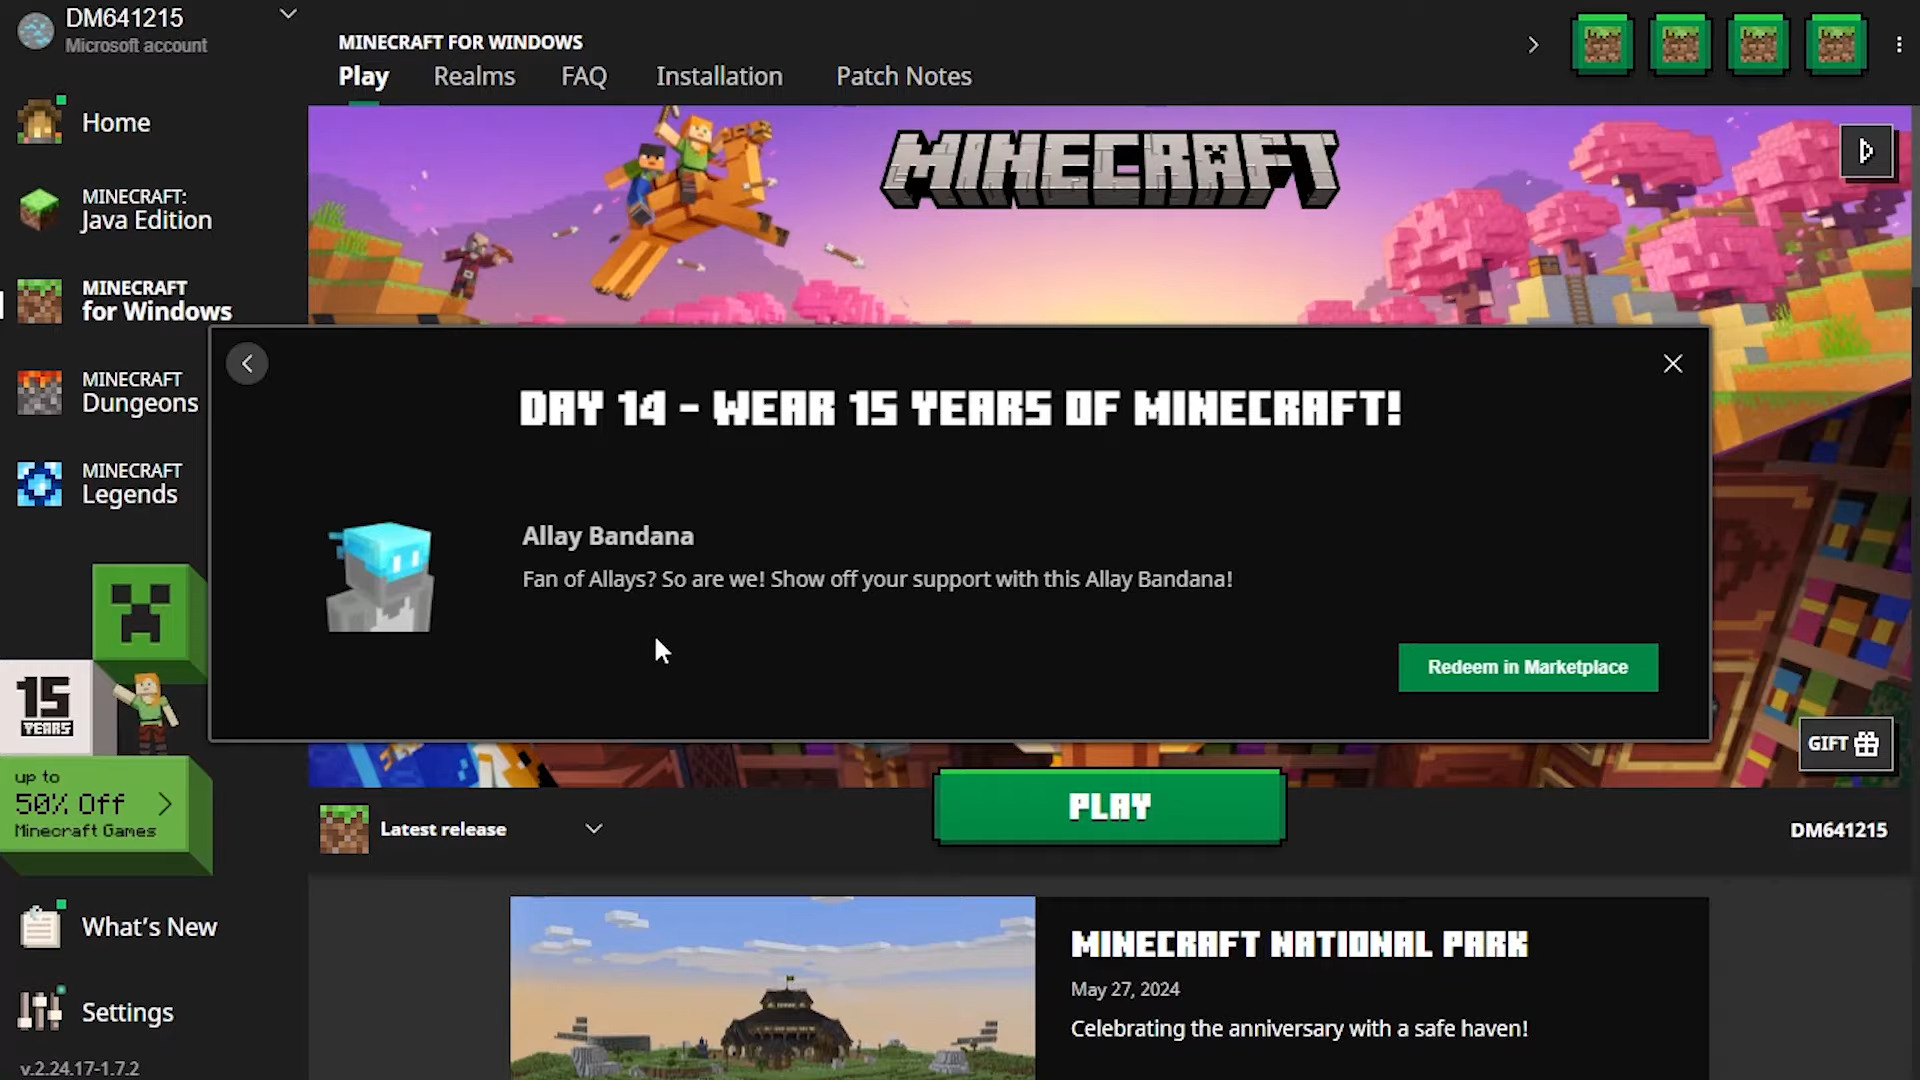 DM641215
Microsoft account
Home
MINECRAFT:
Java Edition
MINECRAFT
for Windows
MINECRAFT
Dungeons
MINECRAFT
Legends
15
YEARS
up to
50% Off
Minecraft Games
What's New
Settings
v.2.24.17-1.7.2
MINECRAFT FOR WINDOWS
Play Realms FAQ Installation Patch Notes
MINECRAFT
DAY 14 - WEAR 15 YEARS OF MINECRAFT!
Allay Bandana
Fan of Allays? So are we! Show off your support with this Allay Bandana!
Redeem in Marketplace
GIFT
Latest release
PLAY
DM641215
MINECRAFT NATIONAL PARK
May 27, 2024
Celebrating the anniversary with a safe haven!